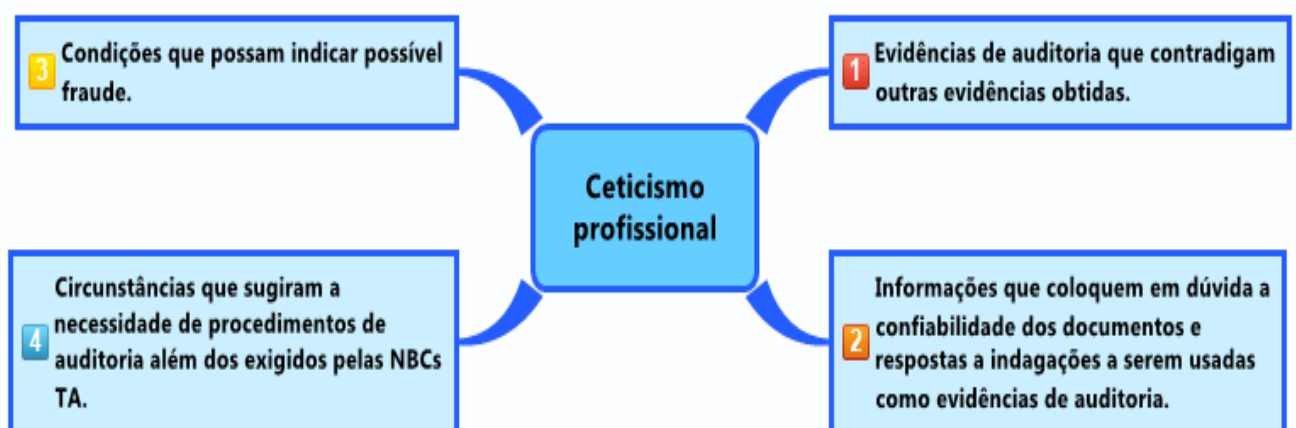 3
Condições que possam indicar possível
fraude.
1
Evidências de auditoria que contradigam
outras evidências obtidas.
Ceticismo
profissional
4
Circunstâncias que sugiram a
necessidade de procedimentos de
auditoria além dos exigidos pelas NBCs
TA.
2
Informações que coloquem em dúvida a
confiabilidade dos documentos e
respostas a indagações a serem usadas
como evidências de auditoria.